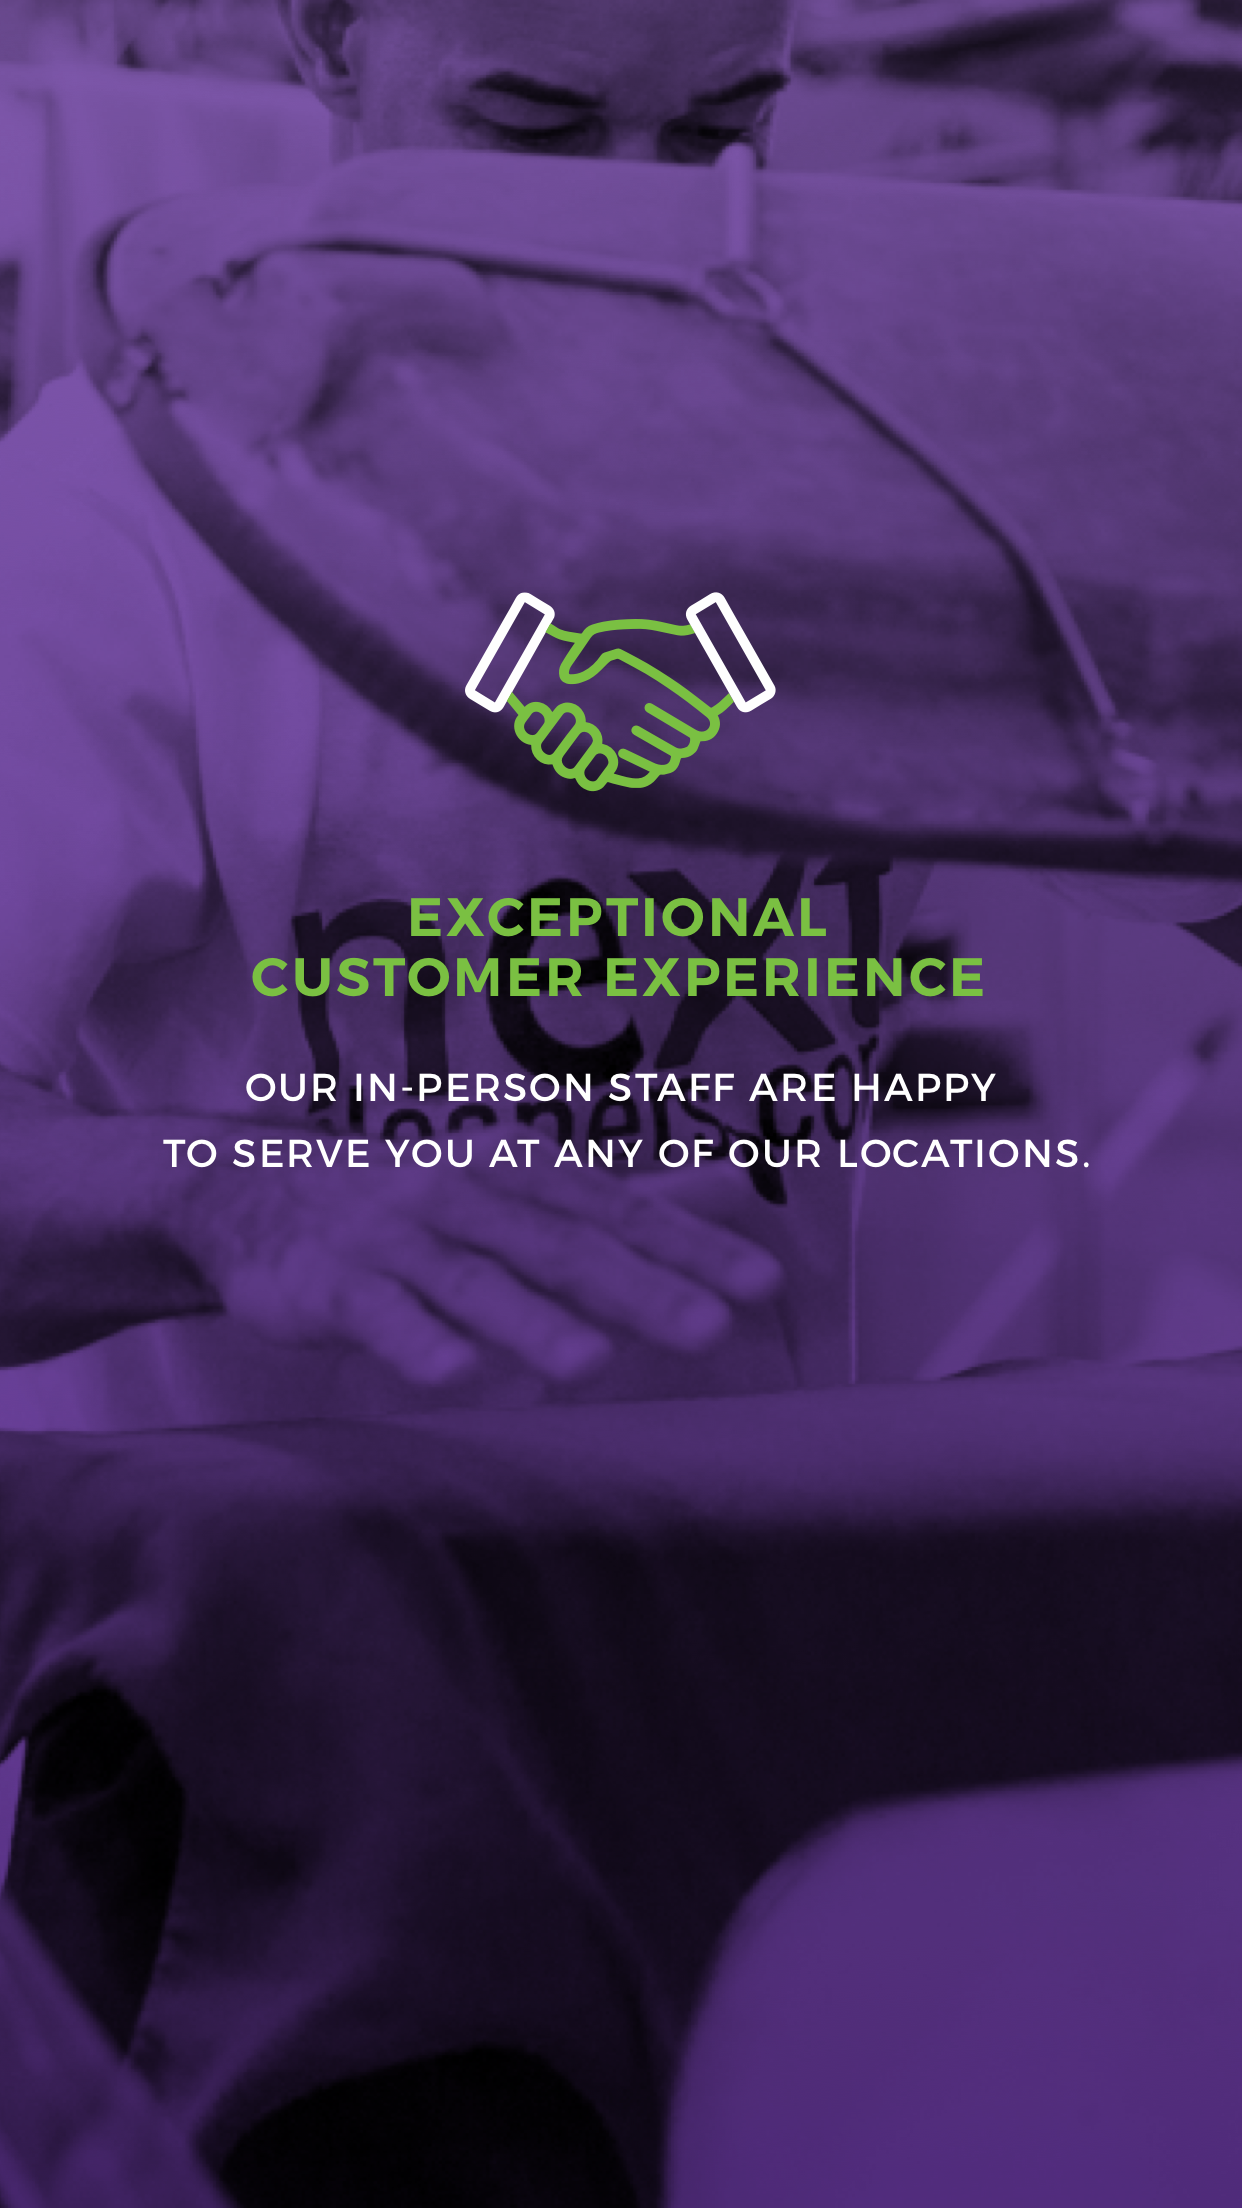 EXCEPTIONAL
CUSTOMER EXPERIENCE
OUR IN-PERSON STAFF ARE HAPPY
TO SERVE YOU AT ANY OF OUR LOCATIONS.
next